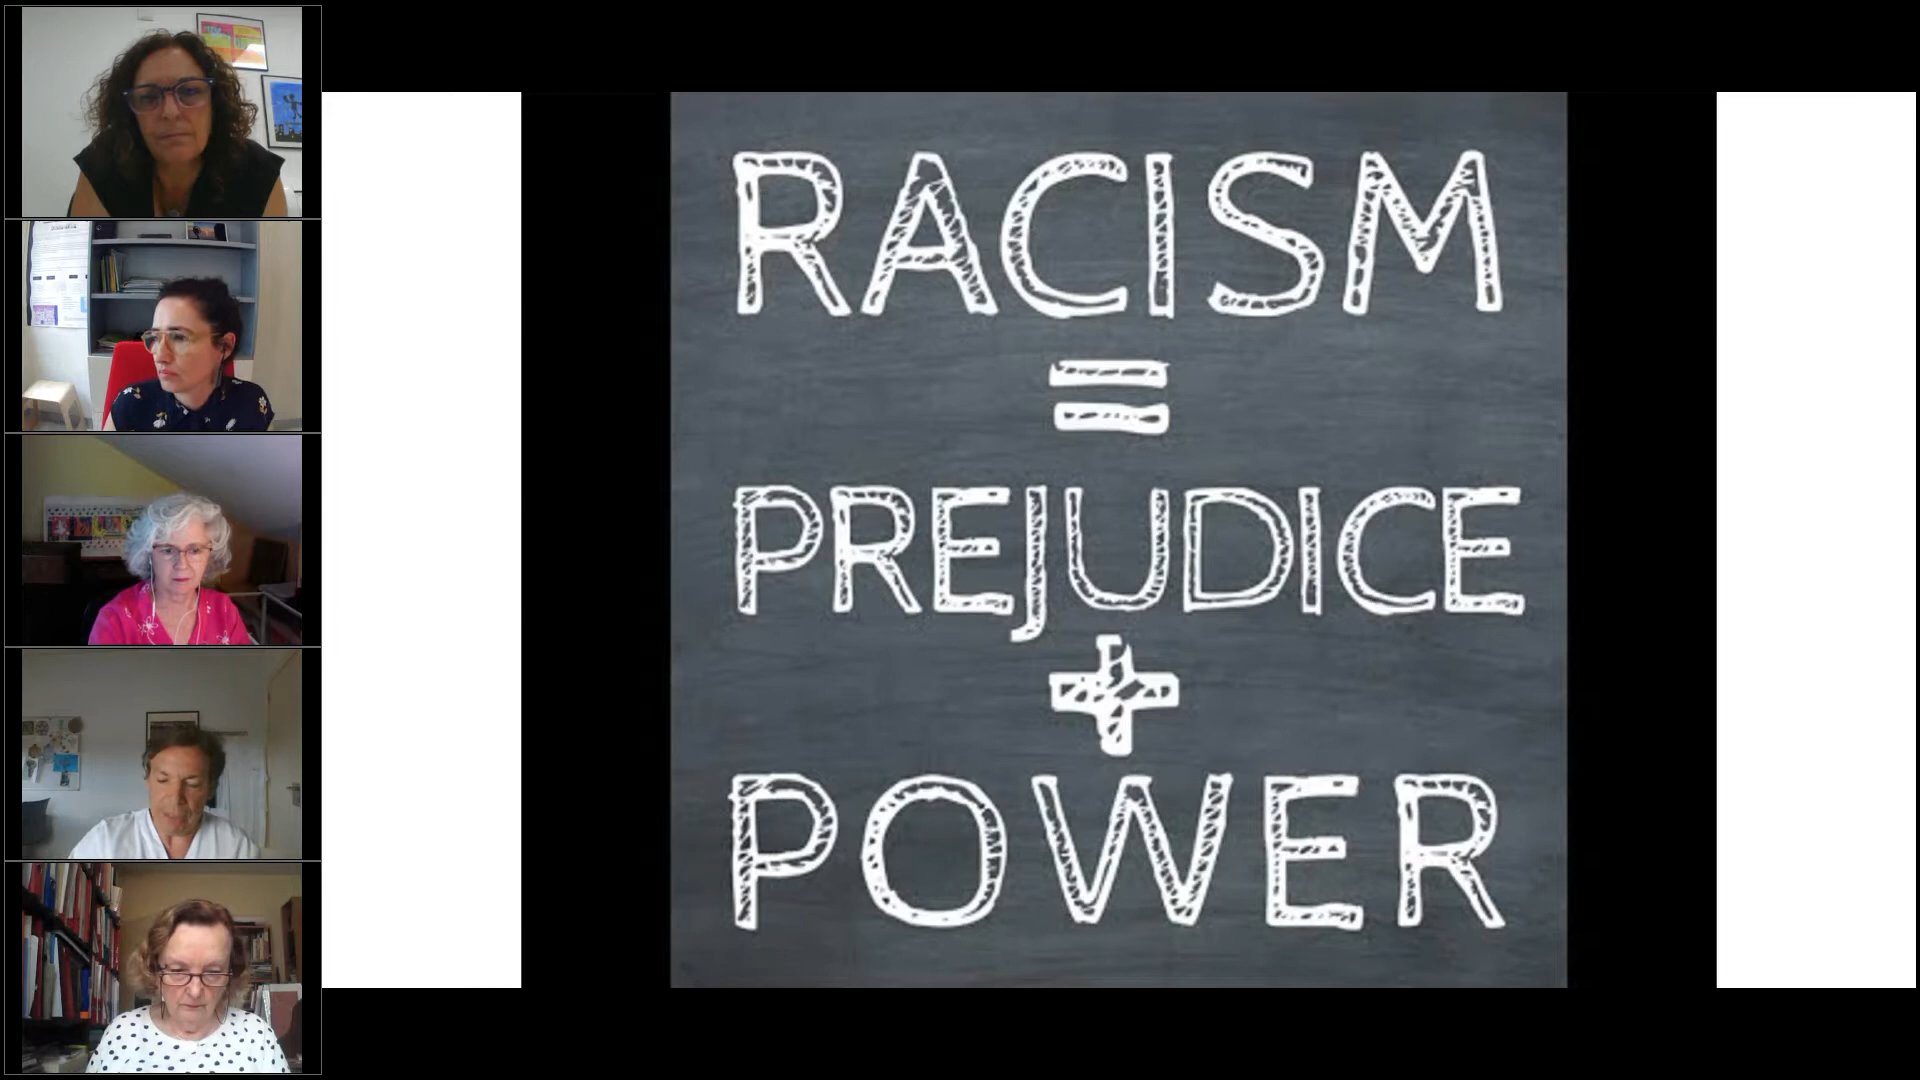 RACISM
=
PREJUDICE
+
POWER